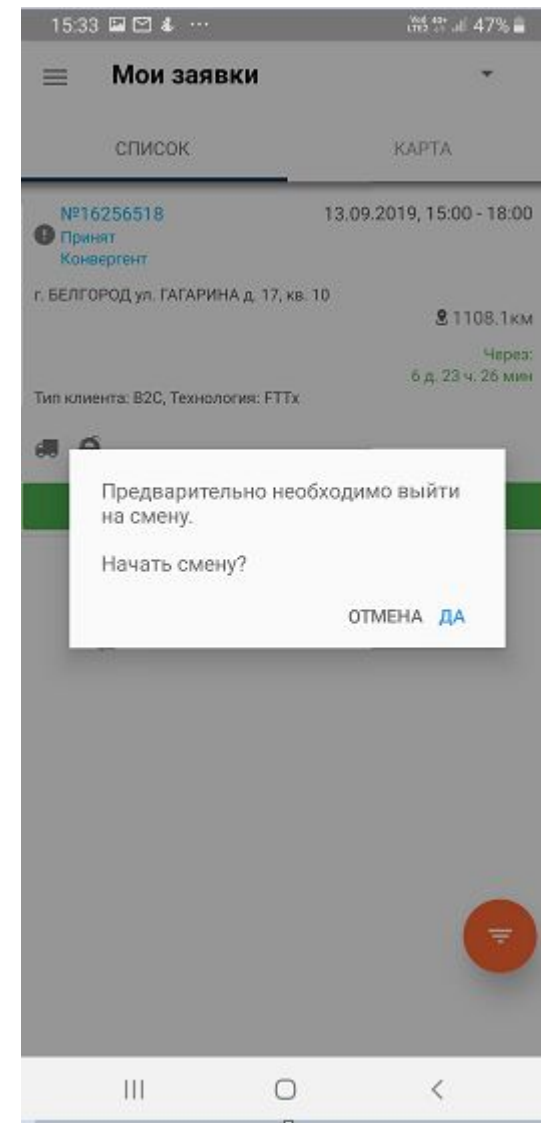 15:33 47%
Мои заявки
СПИСОК КАРТА
№16256518 13.09.2019, 15:00 - 18:00
Принят
Конвергент
г. БЕЛГОРОД ул. ГАГАРИНА д. 17, кв. 10
1108.1км
Через:
6 д. 23 ч. 26 мин
Тип клиента: B2C, Технология: FTTx
Предварительно необходимо выйти
на смену.
Начать смену?
ОТМЕНА ДА